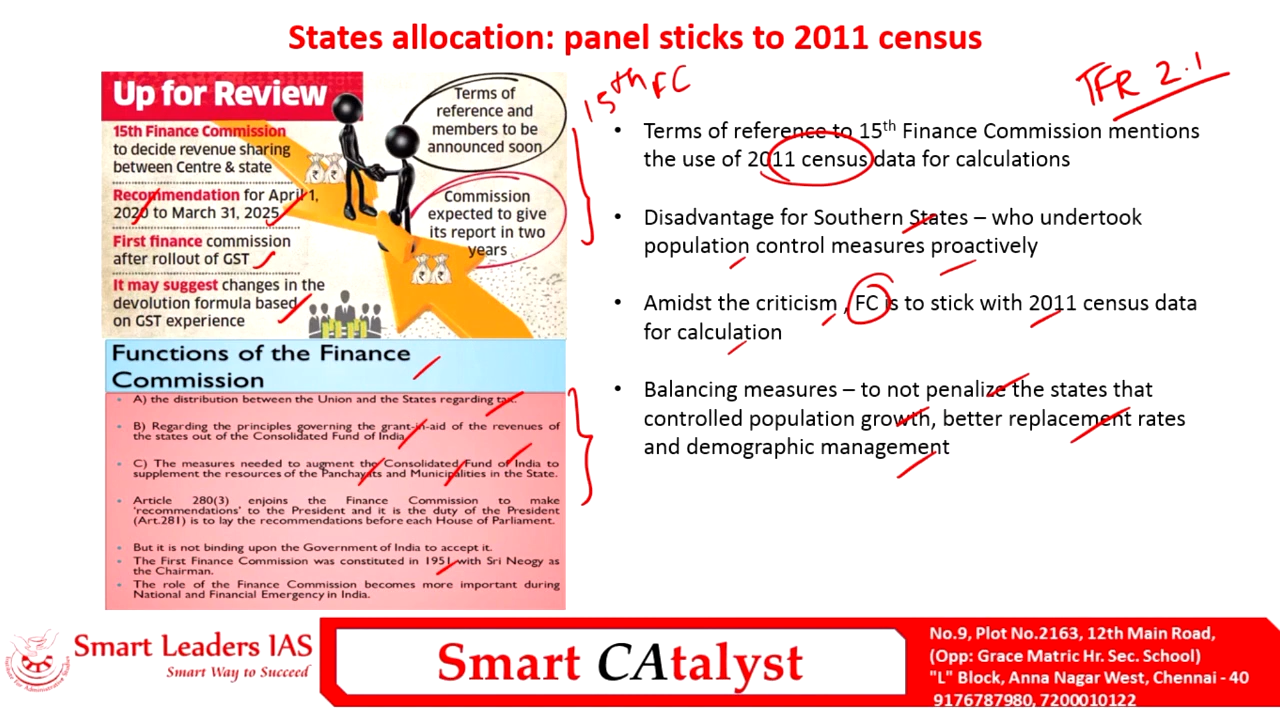 States allocation: panel sticks to 2011 census
Up for Review
15th Finance Commission
to decide revenue sharing
between Centre & state
Recommendation for April 1,
2020 to March 31, 2025
First finance commission
after rollout of GST
It may suggest changes in the
devolution formula based
on GST experience
Terms of
reference and
members to be
announced soon
Commission
expected to give
its report in two
years
15th FC
TFR 2.1
• Terms of reference to 15th Finance Commission mentions
the use of 2011 census data for calculations
• Disadvantage for Southern States – who undertook
population control measures proactively
• Amidst the criticism , FC is to stick with 2011 census data
for calculation
• Balancing measures – to not penalize the states that
controlled population growth, better replacement rates
and demographic management
Functions of the Finance
Commission
• A) the distribution between the Union and the States regarding tax.
• B) Regarding the principles governing the grant-in-aid of the revenues of
the states out of the Consolidated Fund of India.
• C) The measures needed to augment the Consolidated Fund of India to
supplement the resources of the Panchayats and Municipalities in the State.
• Article 280(3) enjoins the Finance Commission to make
'recommendations' to the President and it is the duty of the President
(Art.281) is to lay the recommendations before each House of Parliament.
• But it is not binding upon the Government of India to accept it.
• The First Finance Commission was constituted in 1951 with Sri Neogy as
the Chairman.
• The role of the Finance Commission becomes more important during
National and Financial Emergency in India.
Smart Leaders IAS
Smart Way to Succeed
Smart CAtalyst
No.9, Plot No.2163, 12th Main Road,
(Opp: Grace Matric Hr. Sec. School)
"L" Block, Anna Nagar West, Chennai - 40
9176787980, 7200010122